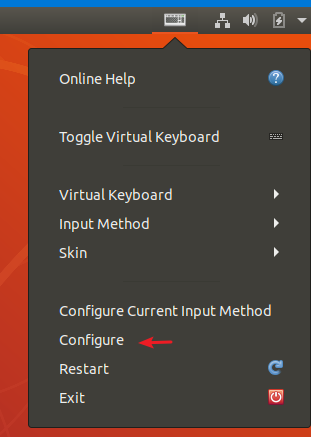 Online Help
Toggle Virtual Keyboard
Virtual Keyboard
Input Method
Skin
Configure Current Input Method
Configure
Restart
Exit